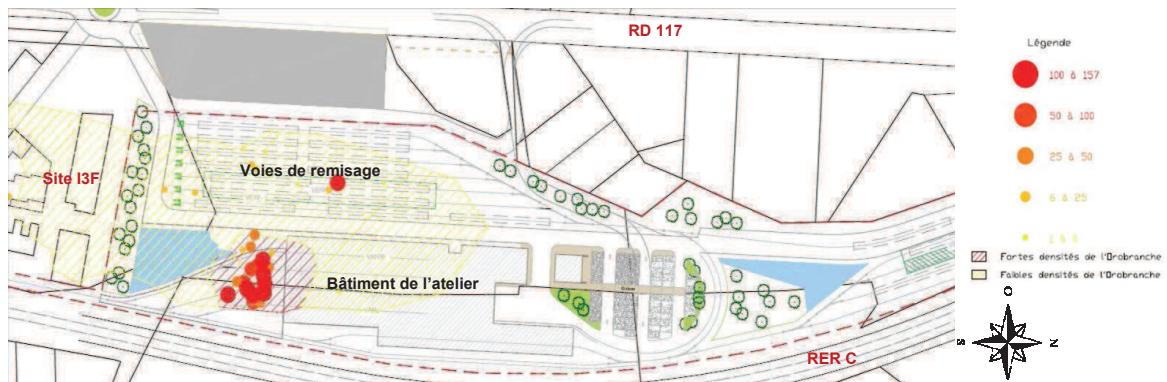 RD 117
Légende
100 à 157
50 à 100
25 à 50
6 à 25
Site I3F
Voies de remisage
Bâtiment de l'atelier
Fortes densités de l'Orobranche
Faibles densités de l'Orobranche
RER C
O
S
N
E